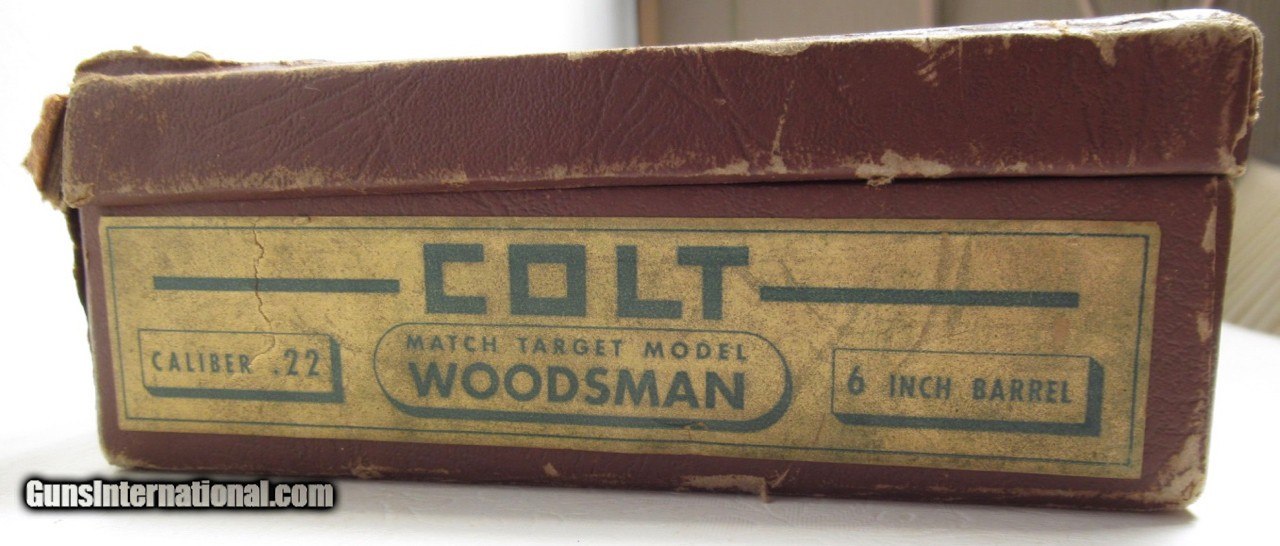 COLT
MATCH TARGET MODEL
WOODSMAN
CALIBER .22
6 INCH BARREL
GunsInternational.com